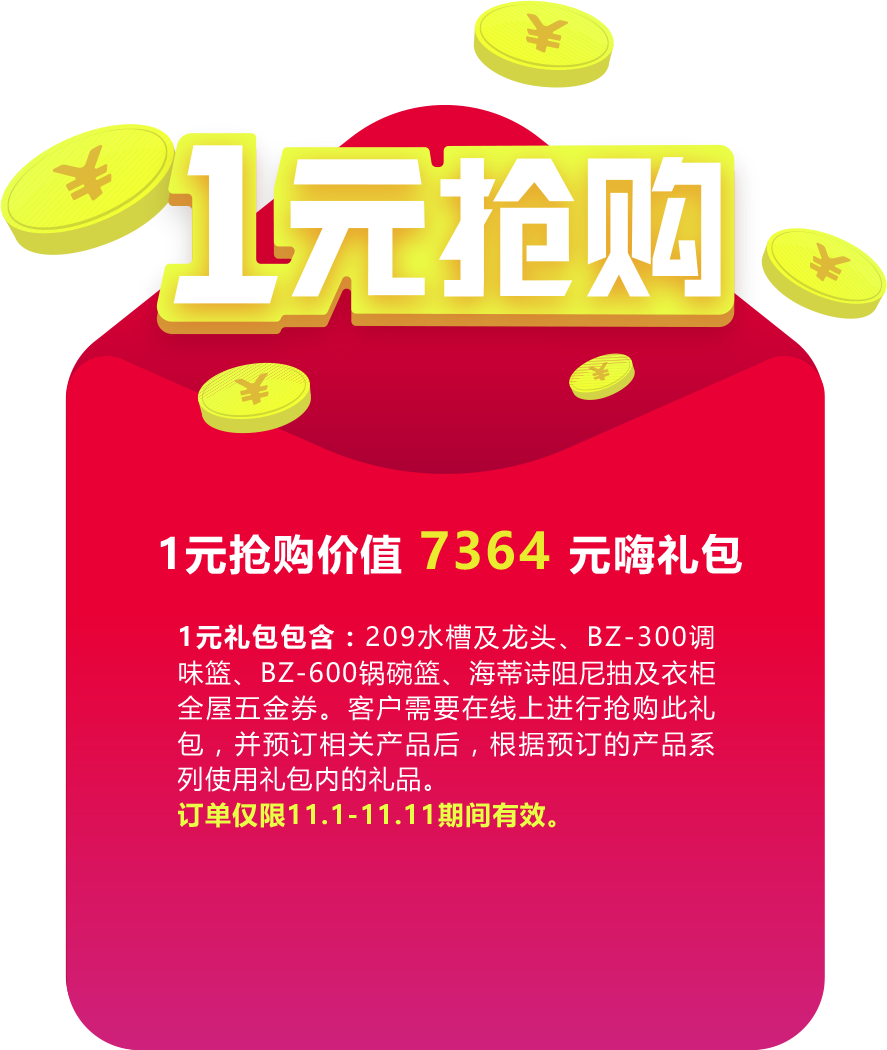 1元抢购
1元抢购价值 7364 元嗨礼包
1元礼包包含：209水槽及龙头、BZ-300调
味篮、BZ-600锅碗篮、海蒂诗阻尼抽及衣柜
全屋五金券。客户需要在线上进行抢购此礼
包，并预订相关产品后，根据预订的产品系
列使用礼包内的礼品。
订单仅限11.1-11.11期间有效。